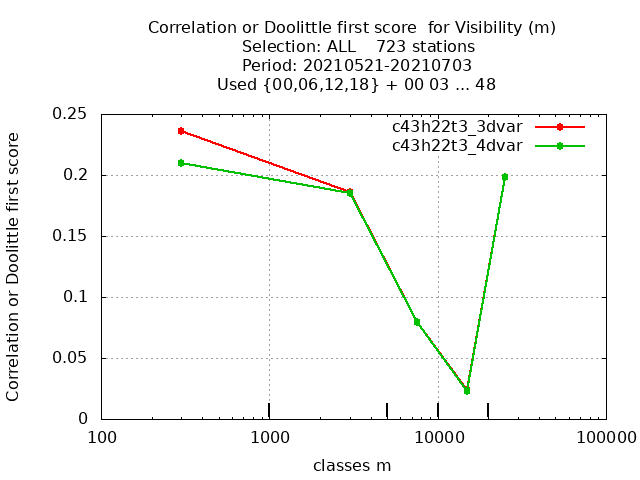 Correlation or Doolittle first score  for Visibility (m)
Selection: ALL    723 stations
Period: 20210521-20210703
Used {00,06,12,18} + 00 03 ... 48
c43h22t3_3dvar
c43h22t3_4dvar
Correlation or Doolittle first score
0.25
0.2
0.15
0.1
0.05
0
100 1000 10000 100000
classes m